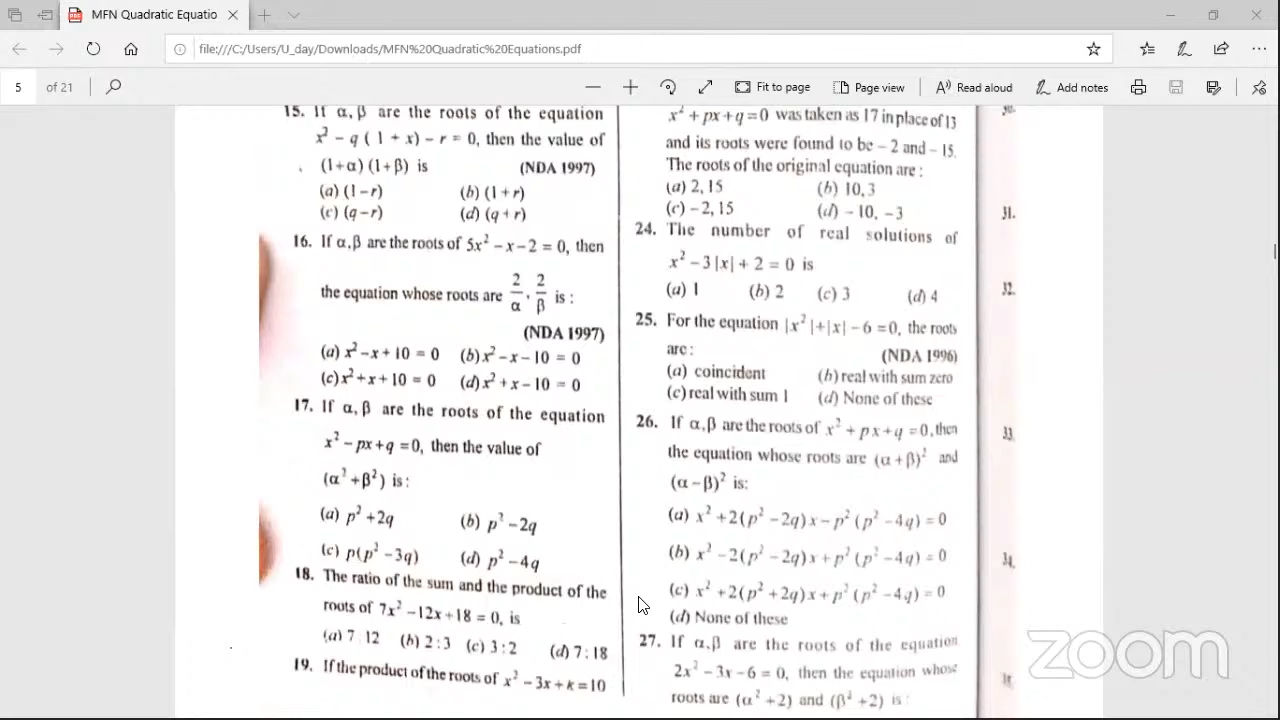 MFN Quadratic Equatio
file:///C:/Users/U_day/Downloads/MFN%20Quadratic%20Equations.pdf
5 of 21
Fit to page
Page view
Read aloud
Add notes
15. If α, β are the roots of the equation
x² – q ( 1 + x) – r = 0, then the value of
(1+α) (1+β) is (NDA 1997)
(a) (1–r) (b) (1+r)
(c) (q–r) (d) (q+r)
16. If α,β are the roots of 5x² – x – 2 = 0, then
the equation whose roots are 2/α, 2/β is :
(NDA 1997)
(a) x² – x + 10 = 0 (b) x² – x – 10 = 0
(c) x² + x + 10 = 0 (d) x² + x – 10 = 0
17. If α, β are the roots of the equation
x² – px + q = 0, then the value of
(α² + β²) is :
(a) p² + 2q (b) p² – 2q
(c) p(p² – 3q) (d) p² – 4q
18. The ratio of the sum and the product of the
roots of 7x² – 12x + 18 = 0, is
(a) 7 : 12 (b) 2 : 3 (c) 3 : 2 (d) 7 : 18
19. If the product of the roots of x² – 3x + k = 10
x² + px + q = 0 was taken as 17 in place of 13
and its roots were found to be – 2 and – 15.
The roots of the original equation are :
(a) 2, 15 (b) 10, 3
(c) – 2, 15 (d) – 10, –3
24. The number of real solutions of
x² – 3 |x| + 2 = 0 is
(a) 1 (b) 2 (c) 3 (d) 4
25. For the equation |x²| + |x| – 6 = 0, the roots
are : (NDA 1996)
(a) coincident (b) real with sum zero
(c) real with sum 1 (d) None of these
26. If α, β are the roots of x² + px + q = 0, then
the equation whose roots are (α + β)² and
(α – β)² is:
(a) x² + 2(p² – 2q)x – p² (p² – 4q) = 0
(b) x² – 2(p² – 2q)x + p² (p² – 4q) = 0
(c) x² + 2(p² + 2q)x + p² (p² – 4q) = 0
(d) None of these
27. If α, β are the roots of the equation
2x² – 3x – 6 = 0, then the equation whose
roots are (α² + 2) and (β² + 2) is :
31.
32.
33.
34.
zoom